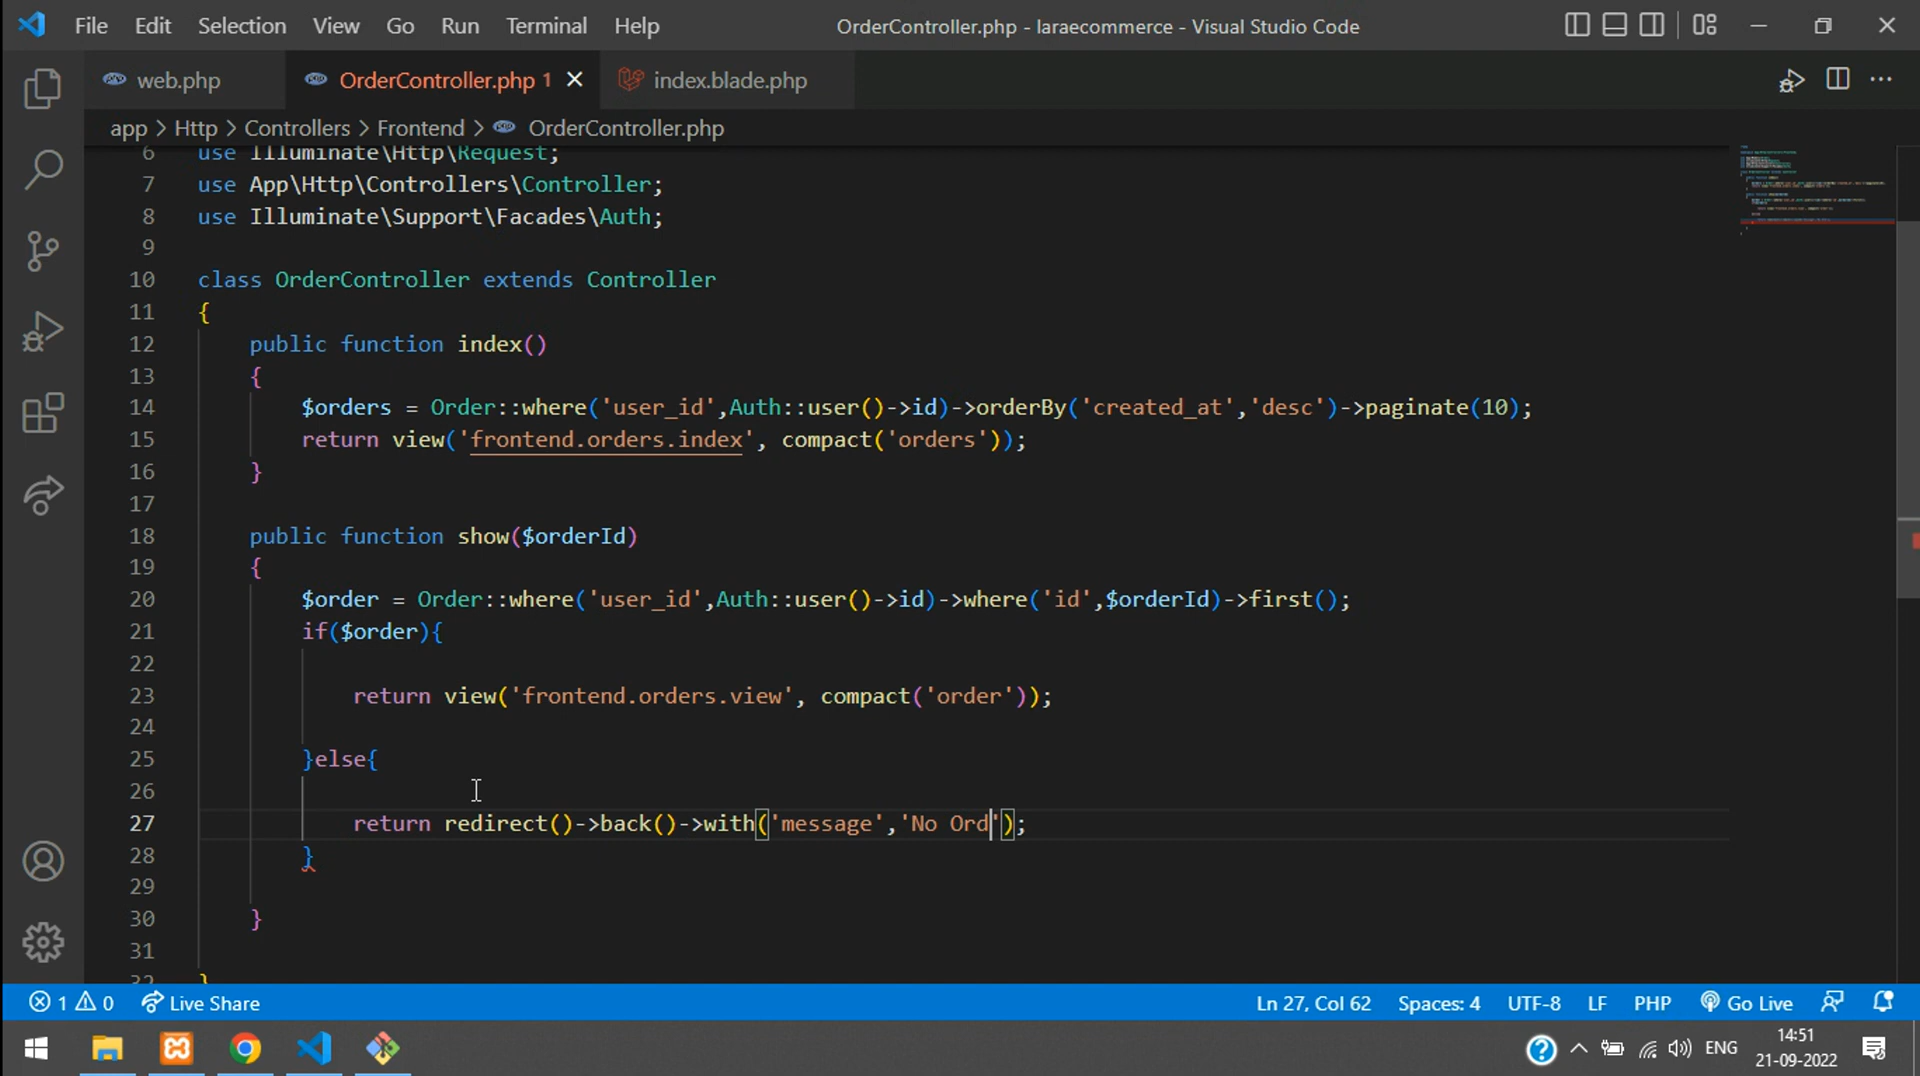 File Edit Selection View Go Run Terminal Help OrderController.php - laraecommerce - Visual Studio Code
web.php OrderController.php 1 index.blade.php
app > Http > Controllers > Frontend > OrderController.php
6 use Illuminate\Http\Request;
7 use App\Http\Controllers\Controller;
8 use Illuminate\Support\Facades\Auth;
9
10 class OrderController extends Controller
11 {
12 public function index()
13 {
14 $orders = Order::where('user_id',Auth::user()->id)->orderBy('created_at','desc')->paginate(10);
15 return view('frontend.orders.index', compact('orders'));
16 }
17
18 public function show($orderId)
19 {
20 $order = Order::where('user_id',Auth::user()->id)->where('id',$orderId)->first();
21 if($order){
22
23 return view('frontend.orders.view', compact('order'));
24
25 }else{
26
27 return redirect()->back()->with('message','No Ord');
28 }
29
30 }
31
32 }
1 0 Live Share Ln 27, Col 62 Spaces: 4 UTF-8 LF PHP Go Live
ENG 14:51
21-09-2022